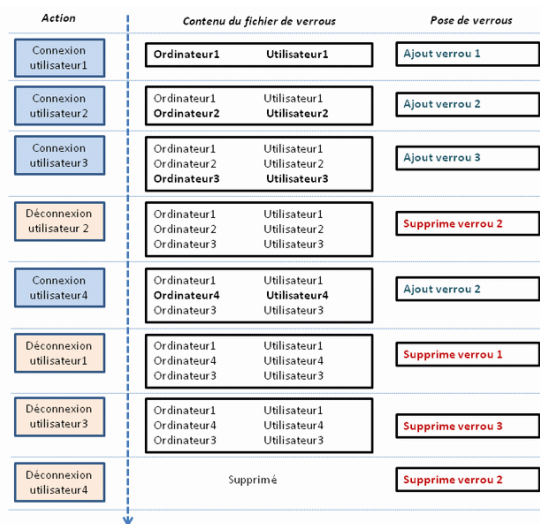 Action Contenu du fichier de verrous Pose de verrous
Connexion
utilisateur1
Ordinateur1 Utilisateur1
Ajout verrou 1
Connexion
utilisateur2
Ordinateur1 Utilisateur1
Ordinateur2 Utilisateur2
Ajout verrou 2
Connexion
utilisateur3
Ordinateur1 Utilisateur1
Ordinateur2 Utilisateur2
Ordinateur3 Utilisateur3
Ajout verrou 3
Déconnexion
utilisateur 2
Ordinateur1 Utilisateur1
Ordinateur2 Utilisateur2
Ordinateur3 Utilisateur3
Supprime verrou 2
Connexion
utilisateur4
Ordinateur1 Utilisateur1
Ordinateur4 Utilisateur4
Ordinateur3 Utilisateur3
Ajout verrou 2
Déconnexion
utilisateur1
Ordinateur1 Utilisateur1
Ordinateur4 Utilisateur4
Ordinateur3 Utilisateur3
Supprime verrou 1
Déconnexion
utilisateur3
Ordinateur1 Utilisateur1
Ordinateur4 Utilisateur4
Ordinateur3 Utilisateur3
Supprime verrou 3
Déconnexion
utilisateur4
Supprimé
Supprime verrou 2